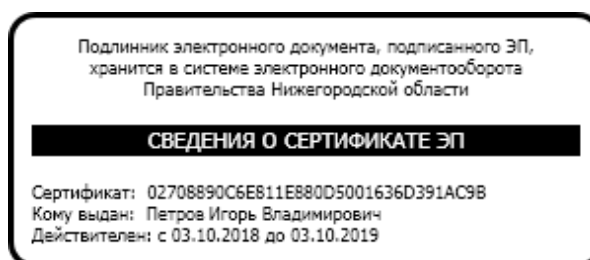 Подлинник электронного документа, подписанного ЭП,
хранится в системе электронного документооборота
Правительства Нижегородской области
СВЕДЕНИЯ О СЕРТИФИКАТЕ ЭП
Сертификат: 02708890C6E811E880D5001636D391AC9B
Кому выдан: Петров Игорь Владимирович
Действителен: с 03.10.2018 до 03.10.2019